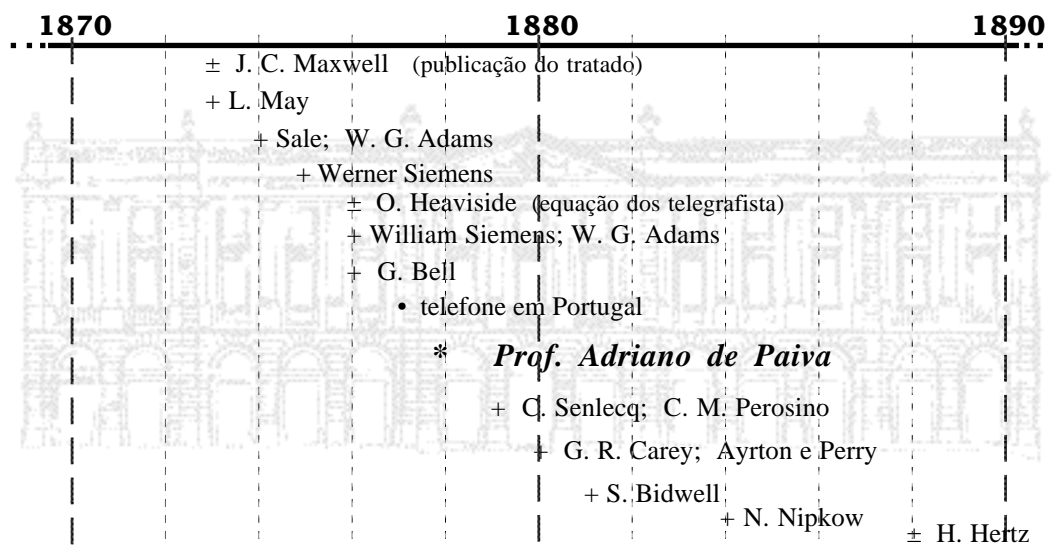 1870 1880 1890
± J. C. Maxwell (publicação do tratado)
+ L. May
+ Sale; W. G. Adams
+ Werner Siemens
± O. Heaviside (equação dos telegrafista)
+ William Siemens; W. G. Adams
+ G. Bell
• telefone em Portugal
* Prof. Adriano de Paiva
+ C. Senlecq; C. M. Perosino
+ G. R. Carey; Ayrton e Perry
+ S. Bidwell
+ N. Nipkow
± H. Hertz